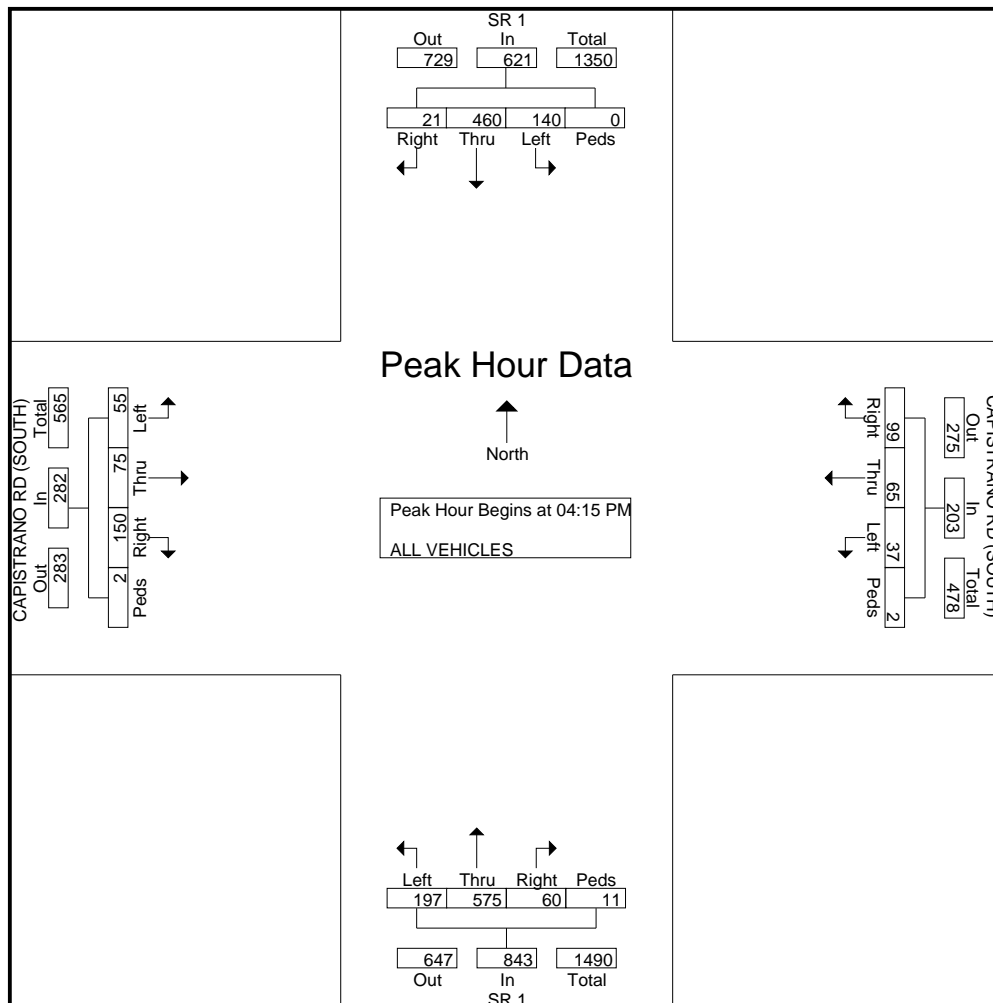 SR 1
Out In Total
729 621 1350
21 460 140 0
Right Thru Left Peds
Peak Hour Data
North
Peak Hour Begins at 04:15 PM
ALL VEHICLES
CAPISTRANO RD (SOUTH)
Out In Total
283 282 565
55 75 150 2
Left Thru Right Peds
CAPISTRANO RD (SOUTH)
Out In Total
275 203 478
99 65 37 2
Right Thru Left Peds
Left Thru Right Peds
197 575 60 11
647 843 1490
Out In Total
SR 1